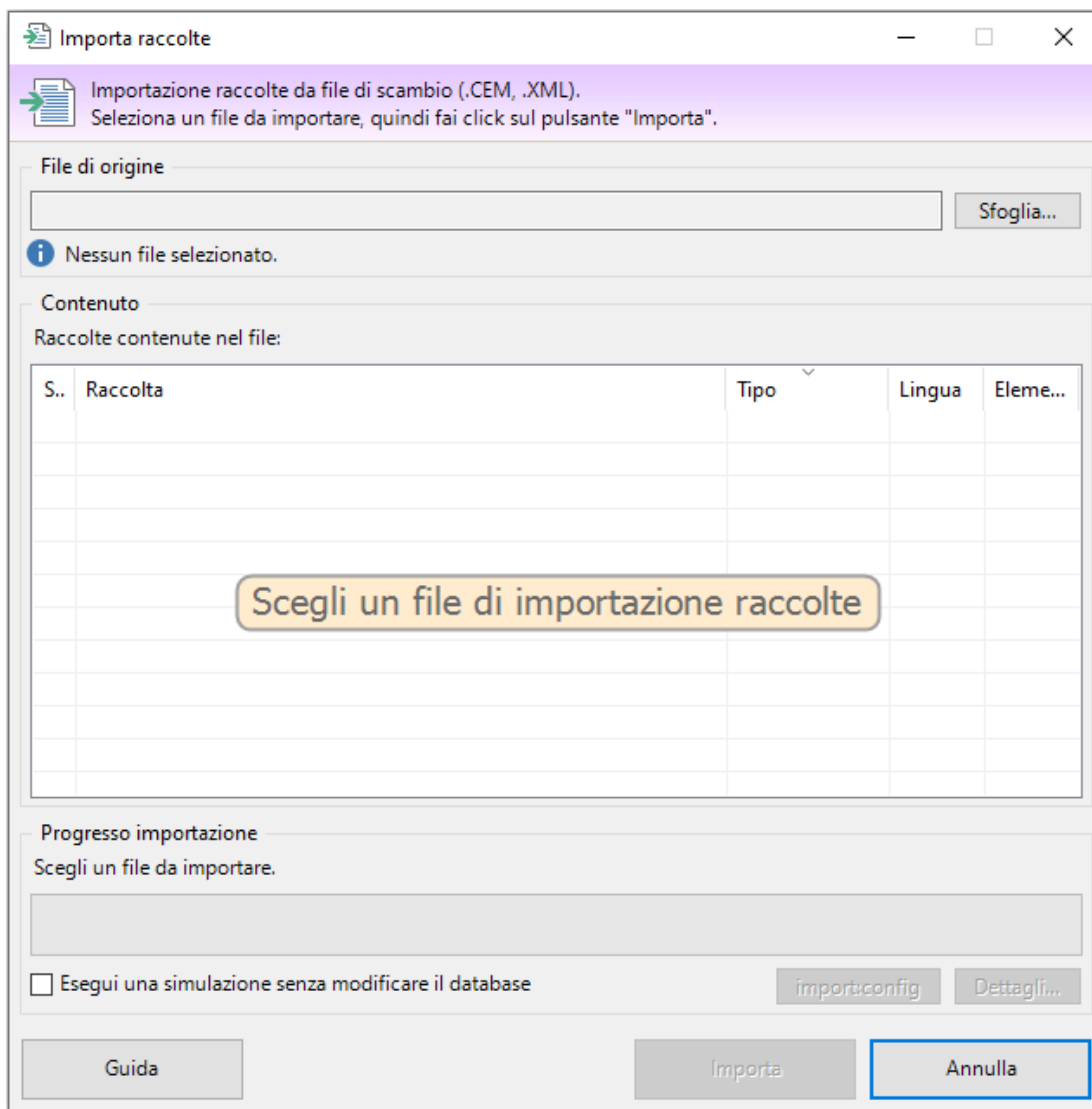 Importa raccolte
Importazione raccolte da file di scambio (.CEM, .XML).
Seleziona un file da importare, quindi fai click sul pulsante "Importa".
File di origine
Sfoglia...
Nessun file selezionato.
Contenuto
Raccolte contenute nel file:
S.. Raccolta Tipo Lingua Eleme...
Scegli un file di importazione raccolte
Progresso importazione
Scegli un file da importare.
Esegui una simulazione senza modificare il database import:config Dettagli...
Guida Importa Annulla